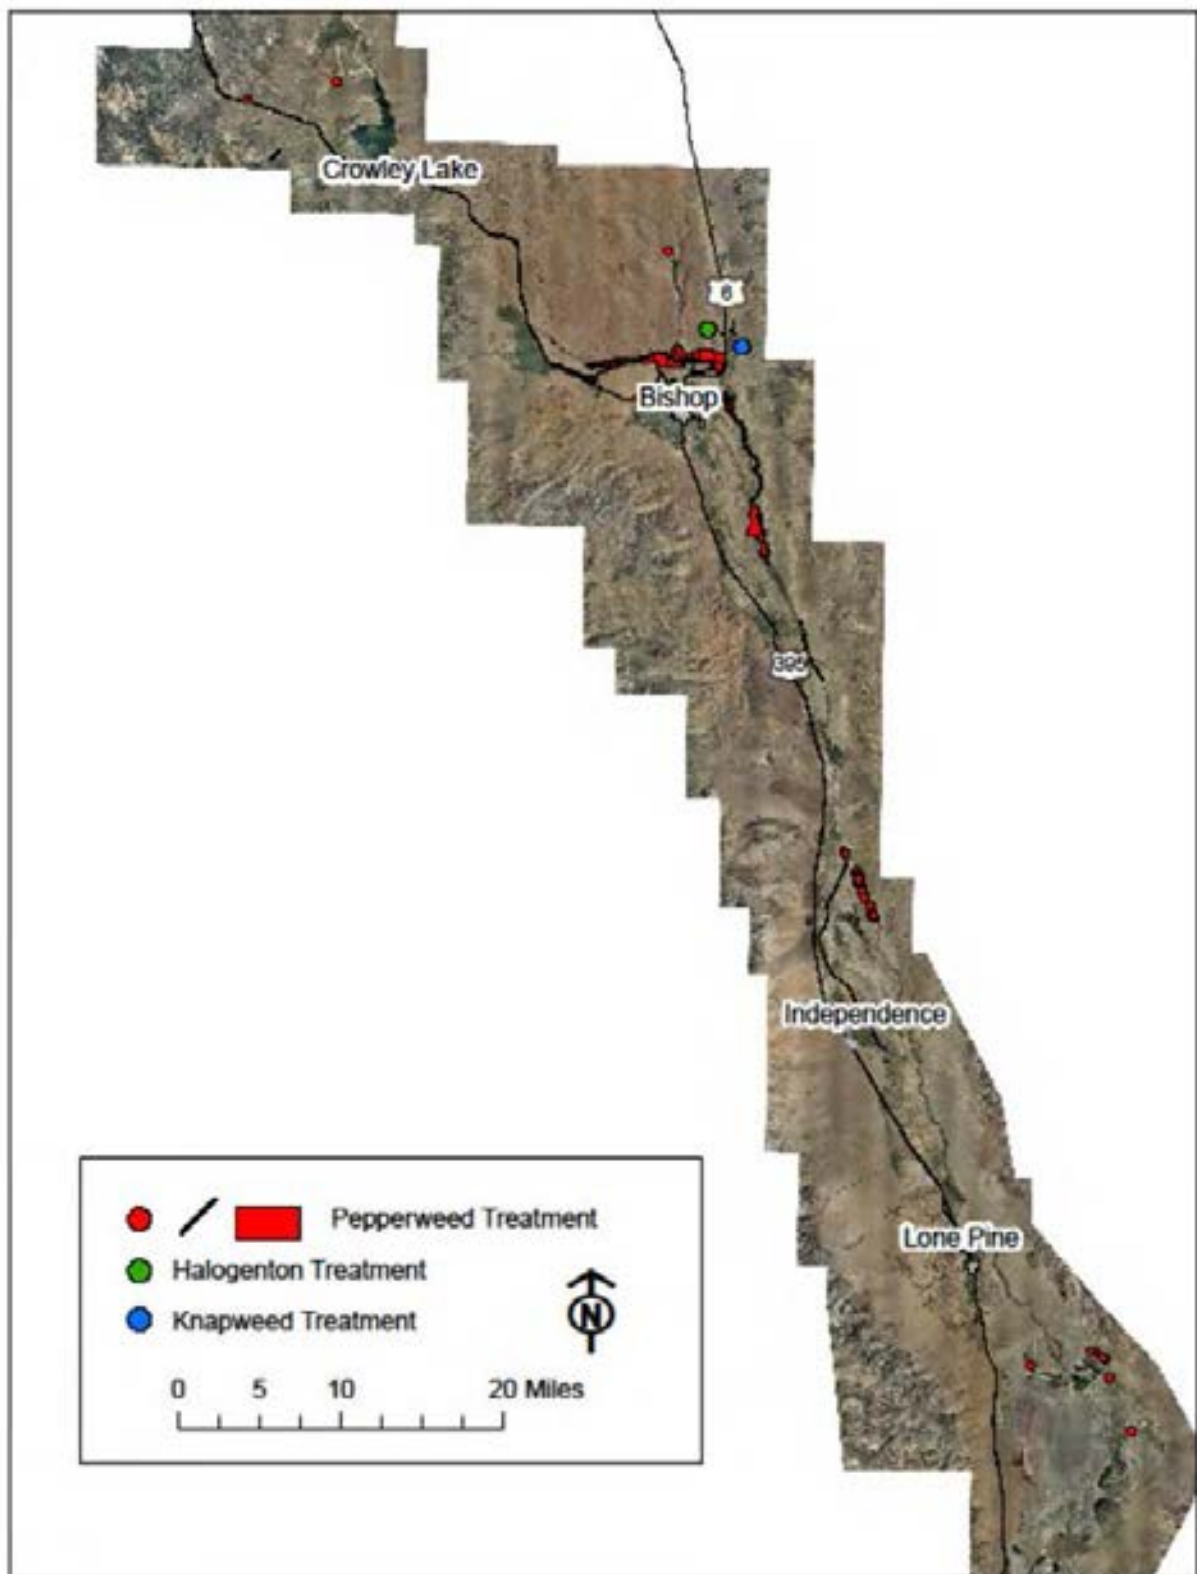 Crowley Lake
6
Bishop
395
Independence
Lone Pine
Pepperweed Treatment
Halogenton Treatment
Knapweed Treatment
N
0 5 10 20 Miles